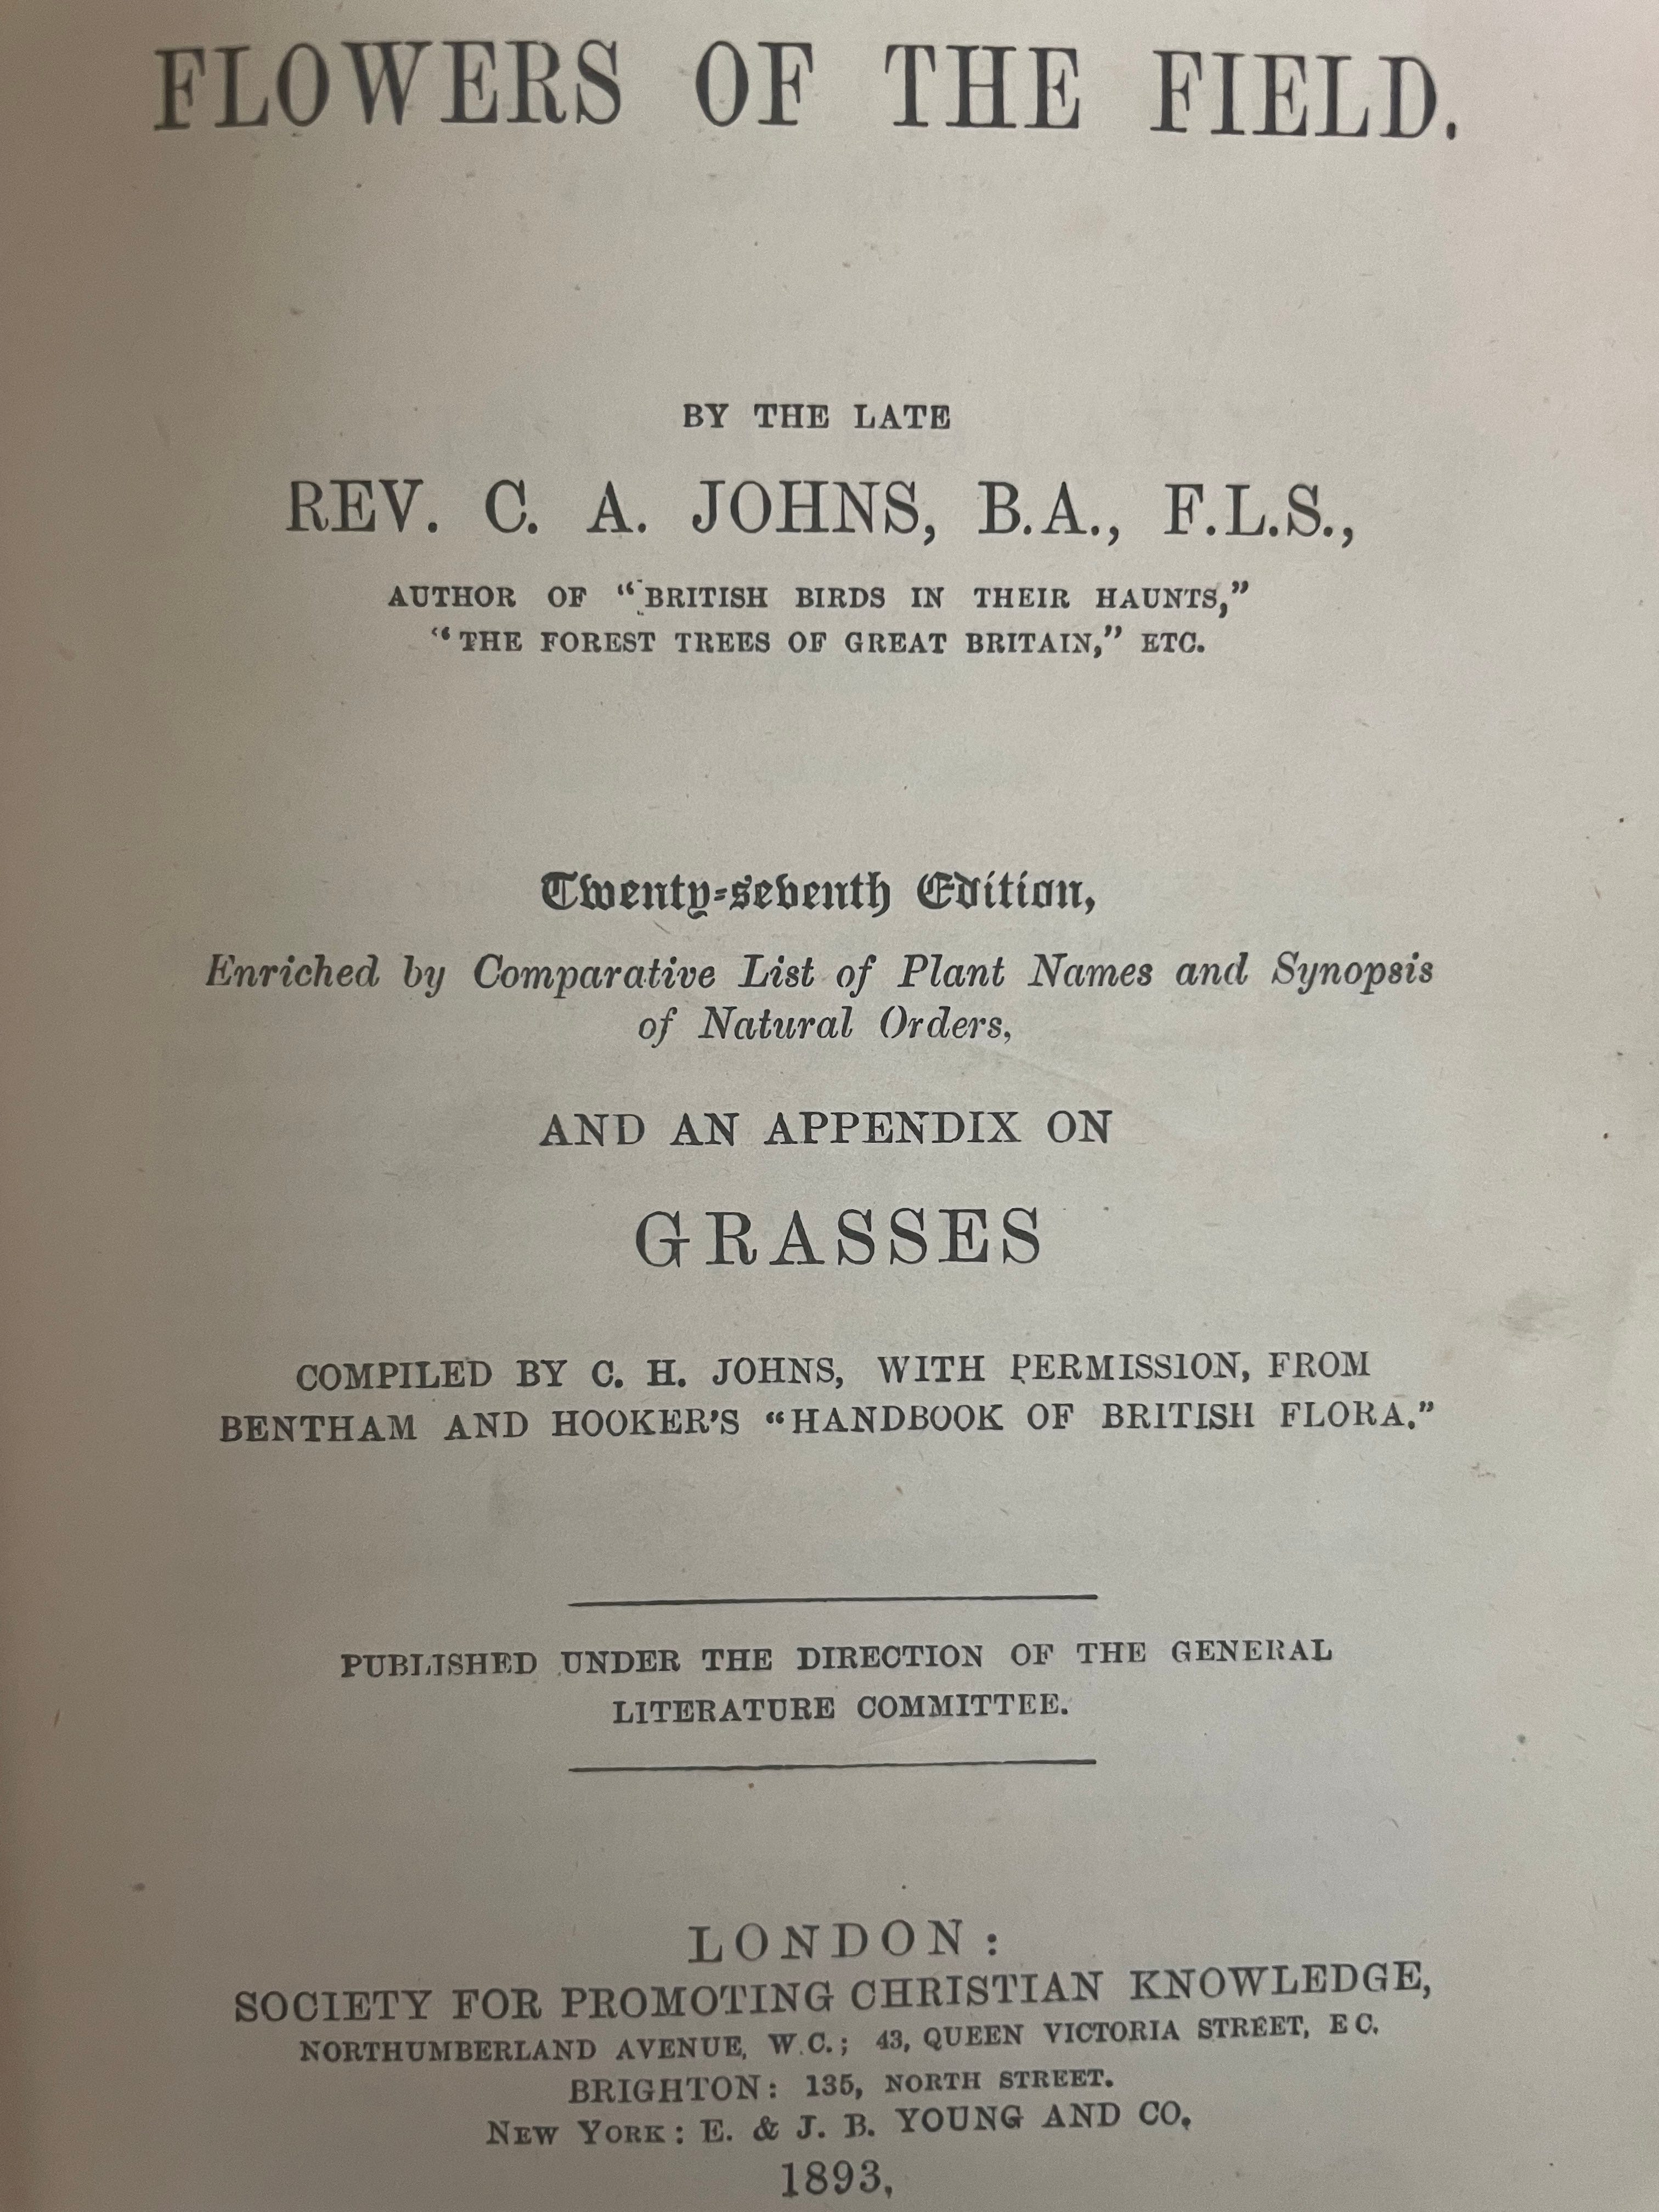 FLOWERS OF THE FIELD.
BY THE LATE
REV. C. A. JOHNS, B.A., F.L.S.,
AUTHOR OF "BRITISH BIRDS IN THEIR HAUNTS,"
"THE FOREST TREES OF GREAT BRITAIN," ETC.
Twenty-seventh Edition,
Enriched by Comparative List of Plant Names and Synopsis
of Natural Orders,
AND AN APPENDIX ON
GRASSES
COMPILED BY C. H. JOHNS, WITH PERMISSION, FROM
BENTHAM AND HOOKER'S "HANDBOOK OF BRITISH FLORA."
PUBLISHED UNDER THE DIRECTION OF THE GENERAL
LITERATURE COMMITTEE.
LONDON:
SOCIETY FOR PROMOTING CHRISTIAN KNOWLEDGE,
NORTHUMBERLAND AVENUE, W.C.; 43, QUEEN VICTORIA STREET, E C.
BRIGHTON: 135, NORTH STREET.
NEW YORK: E. & J. B. YOUNG AND CO,
1893,